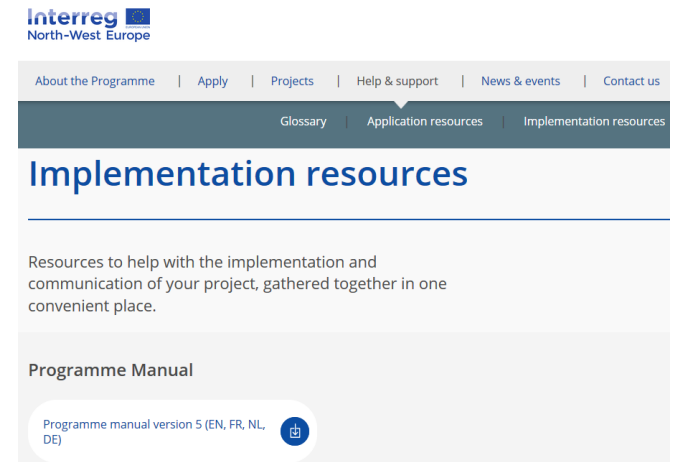 Interreg
North-West Europe
About the Programme | Apply | Projects | Help & support | News & events | Contact us
Glossary | Application resources | Implementation resources
Implementation resources
Resources to help with the implementation and
communication of your project, gathered together in one
convenient place.
Programme Manual
Programme manual version 5 (EN, FR, NL,
DE)